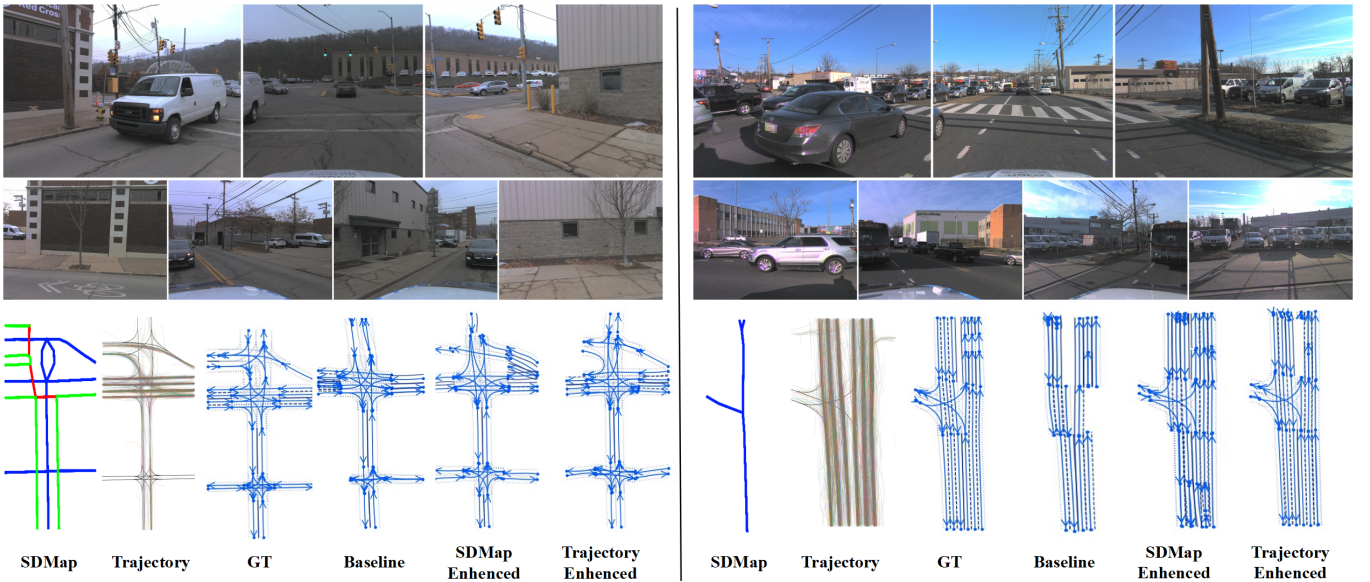 Red Cross
SDMap
Trajectory
GT
Baseline
SDMap
Enhenced
Trajectory
Enhenced
SDMap
Trajectory
GT
Baseline
SDMap
Enhenced
Trajectory
Enhenced